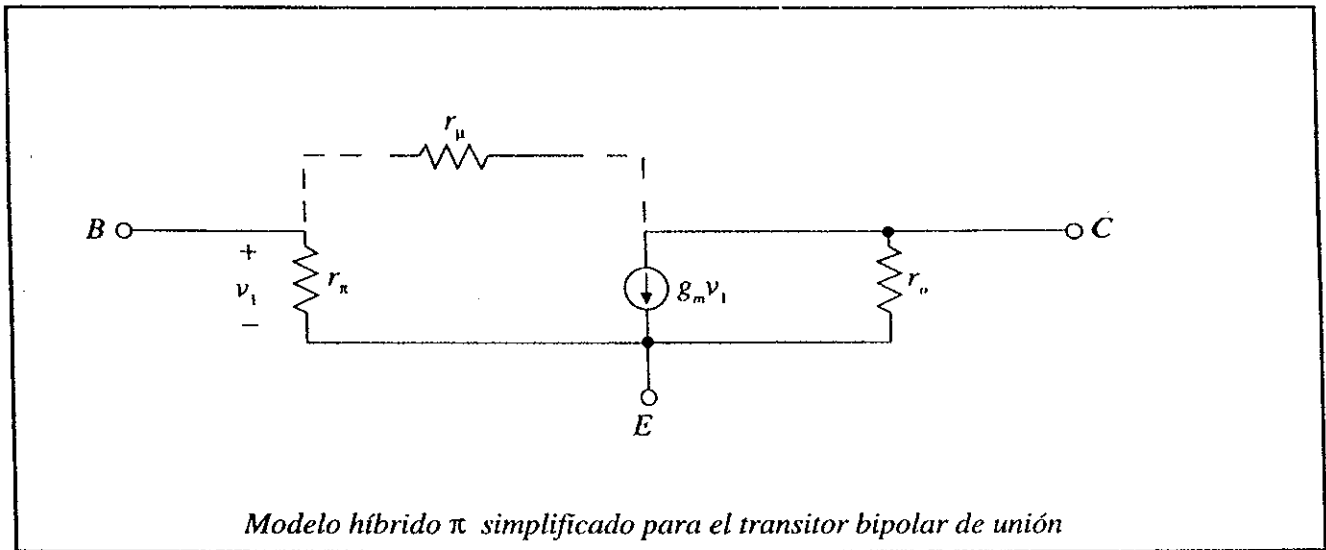 r_μ
B
C
+
v_1
−
r_π
g_m v_1
r_o
E
Modelo híbrido π simplificado para el transitor bipolar de unión